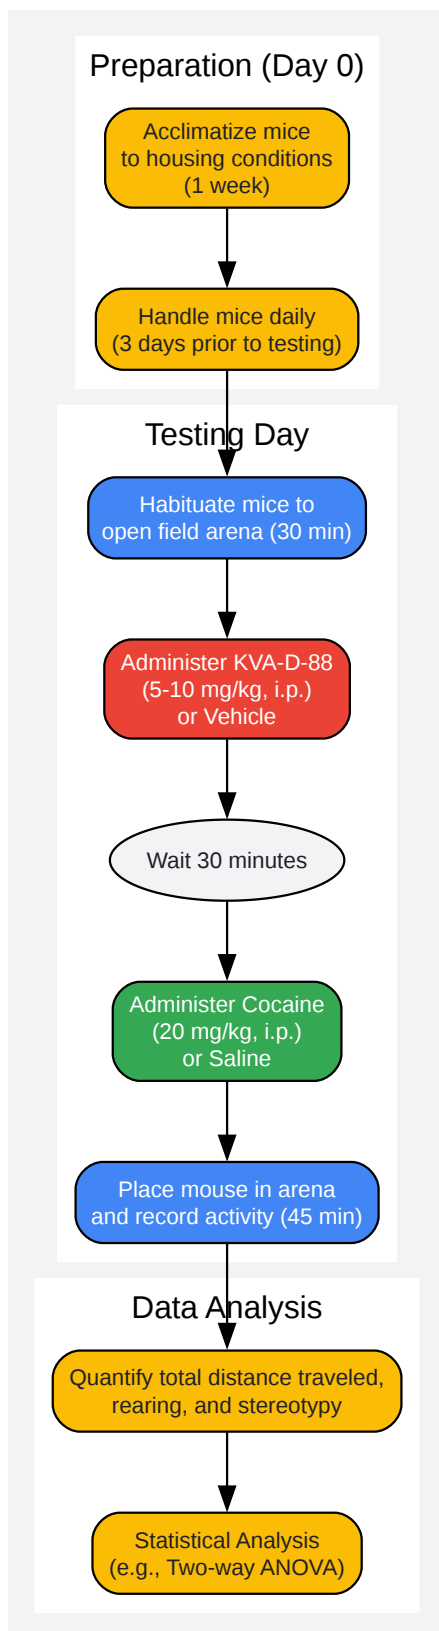 Preparation (Day 0)
Acclimatize mice
to housing conditions
(1 week)
Handle mice daily
(3 days prior to testing)
Testing Day
Habituate mice to
open field arena (30 min)
Administer KVA-D-88
(5-10 mg/kg, i.p.)
or Vehicle
Wait 30 minutes
Administer Cocaine
(20 mg/kg, i.p.)
or Saline
Place mouse in arena
and record activity (45 min)
Data Analysis
Quantify total distance traveled,
rearing, and stereotypy
Statistical Analysis
(e.g., Two-way ANOVA)